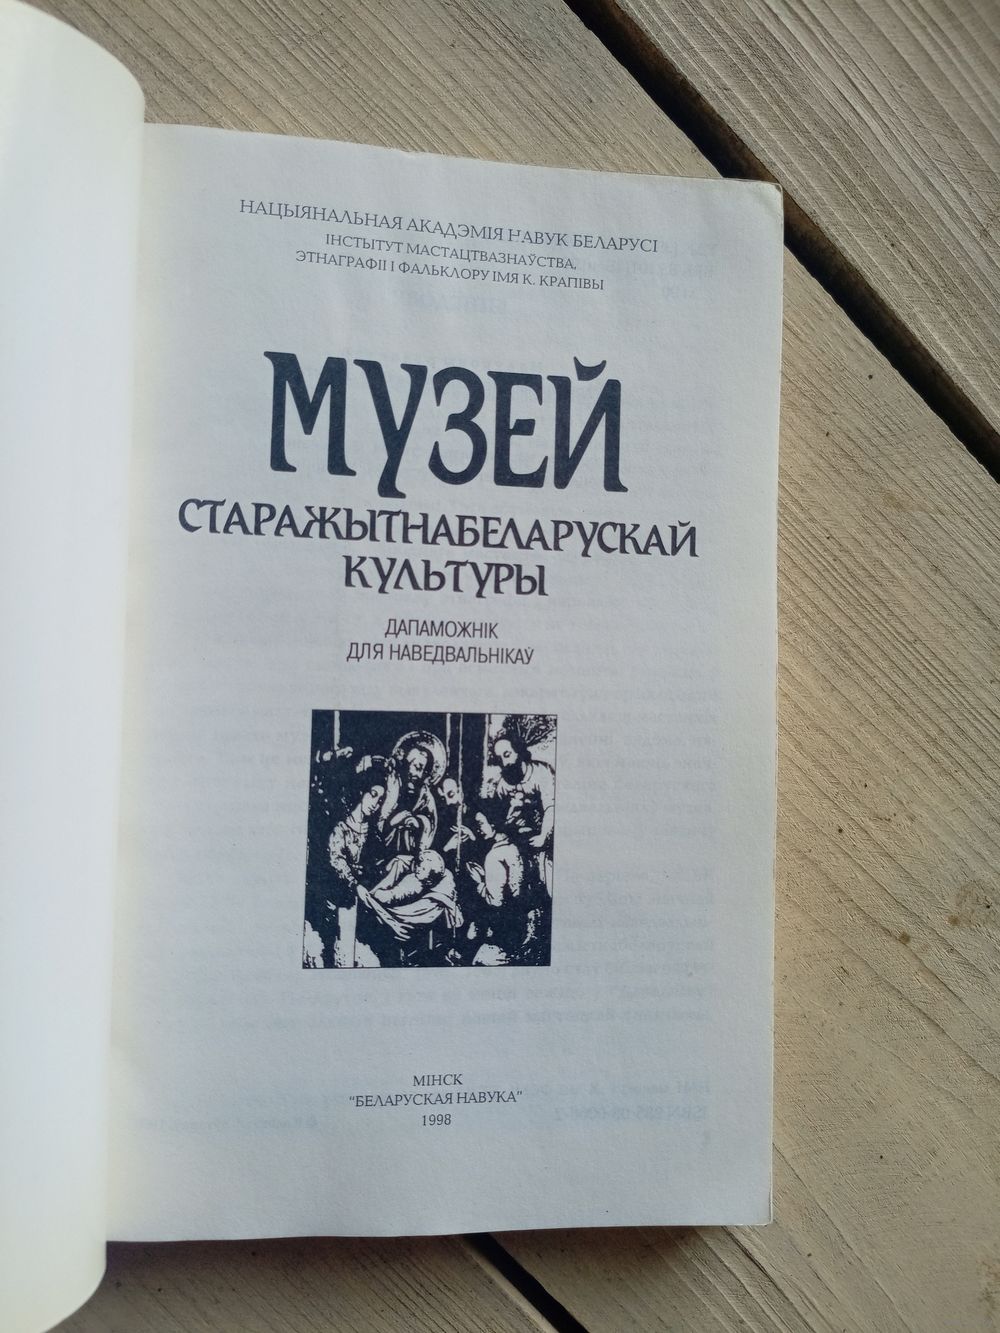 НАЦЫЯНАЛЬНАЯ АКАДЭМІЯ НАВУК БЕЛАРУСІ
ІНСТЫТУТ МАСТАЦТВАЗНАЎСТВА,
ЭТНАГРАФІІ І ФАЛЬКЛОРУ ІМЯ К. КРАПІВЫ
МУЗЕЙ
СТАРАЖЫТНАБЕЛАРУСКАЙ
КУЛЬТУРЫ
ДАПАМОЖНІК
ДЛЯ НАВЕДВАЛЬНІКАЎ
МІНСК
"БЕЛАРУСКАЯ НАВУКА"
1998